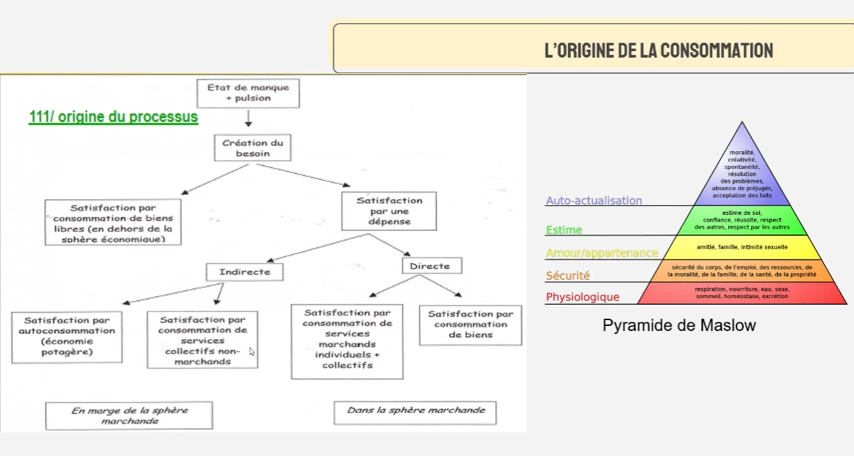 L'ORIGINE DE LA CONSOMMATION
111/ origine du processus
Etat de manque
+ pulsion
Création du
besoin
Satisfaction par
consommation de biens
libres (en dehors de la
sphère économique)
Satisfaction
par une
dépense
Indirecte
Directe
Satisfaction par
autoconsommation
(économie
potagère)
Satisfaction par
consommation de
services
collectifs non-
marchands
Satisfaction par
consommation de
services
marchands
individuels +
collectifs
Satisfaction par
consommation
de biens
En marge de la sphère
marchande
Dans la sphère marchande
moralité,
créativité,
spontanéité,
résolution
des problèmes,
absence de préjugés,
acceptation des faits
Auto-actualisation
estime de soi,
confiance, réussite, respect
des autres, respect par les autres
Estime
amitié, famille, intimité sexuelle
Amour/appartenance
sécurité du corps, de l'emploi, des ressources, de
la moralité, de la famille, de la santé, de la propriété
Sécurité
respiration, nourriture, eau, sexe,
sommeil, homéostase, excrétion
Physiologique
Pyramide de Maslow